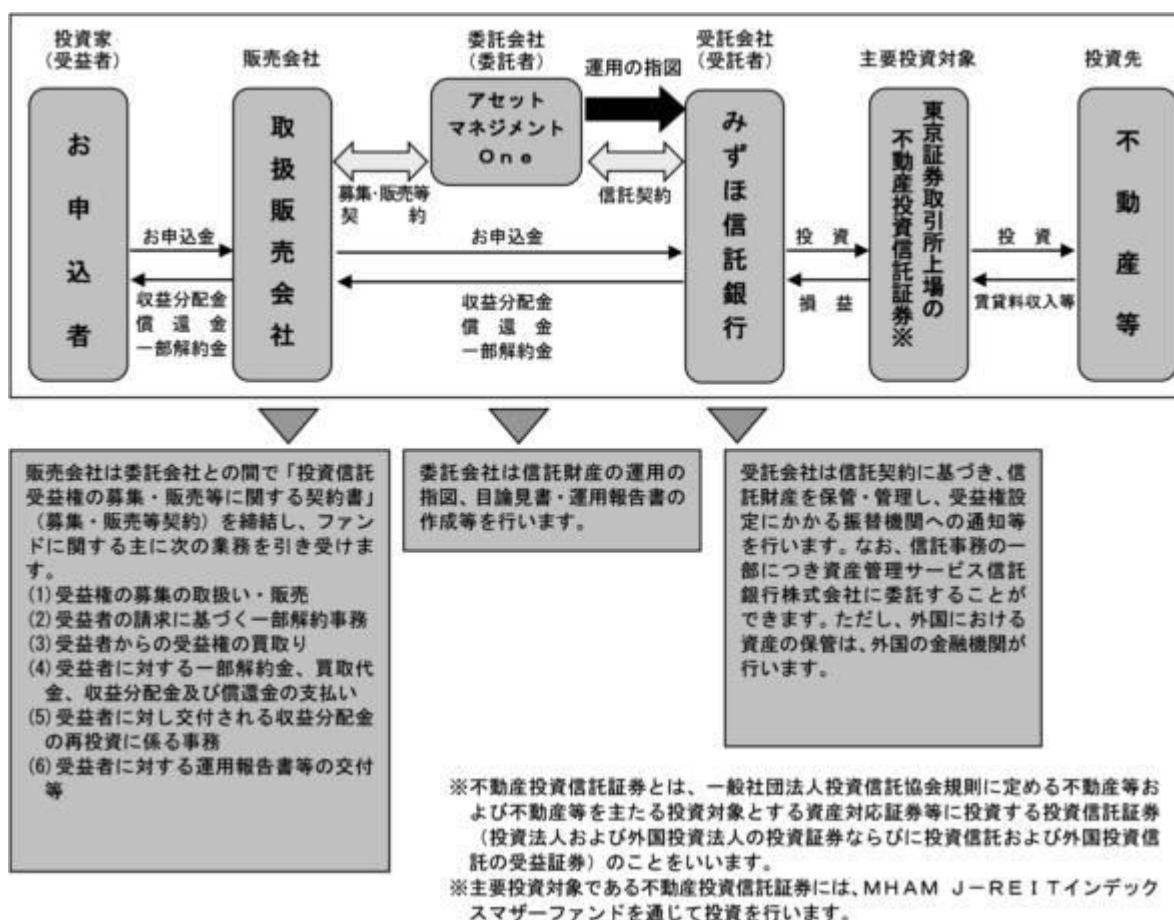 投資家
(受益者)
販売会社
委託会社
(委託者)
運用の指図
受託会社
(受託者)
主要投資対象
投資先
お申込者
取扱販売会社
アセット
マネジメント
One
みずほ信託銀行
東京証券取引所上場の
不動産投資信託証券※
不動産等
募集・販売等
契約
信託契約
お申込金
収益分配金
償還金
一部解約金
お申込金
収益分配金
償還金
一部解約金
投資
損益
投資
賃貸料収入等
販売会社は委託会社との間で「投資信託
受益権の募集・販売等に関する契約書」
(募集・販売等契約)を締結し、ファン
ドに関する主に次の業務を引き受けま
す。
(1)受益権の募集の取扱い・販売
(2)受益者の請求に基づく一部解約事務
(3)受益者からの受益権の買取り
(4)受益者に対する一部解約金、買取代
金、収益分配金及び償還金の支払い
(5)受益者に対し交付される収益分配金
の再投資に係る事務
(6)受益者に対する運用報告書等の交付
等
委託会社は信託財産の運用の
指図、目論見書・運用報告書の
作成等を行います。
受託会社は信託契約に基づき、信
託財産を保管・管理し、受益権設
定にかかる振替機関への通知等
を行います。なお、信託事務の一
部につき資産管理サービス信託
銀行株式会社に委託することが
できます。ただし、外国における
資産の保管は、外国の金融機関が
行います。
※不動産投資信託証券とは、一般社団法人投資信託協会規則に定める不動産等お
よび不動産等を主たる投資対象とする資産対応証券等に投資する投資信託証券
(投資法人および外国投資法人の投資証券ならびに投資信託および外国投資信
託の受益証券)のことをいいます。
※主要投資対象である不動産投資信託証券には、MHAM J-REITインデック
スマザーファンドを通じて投資を行います。